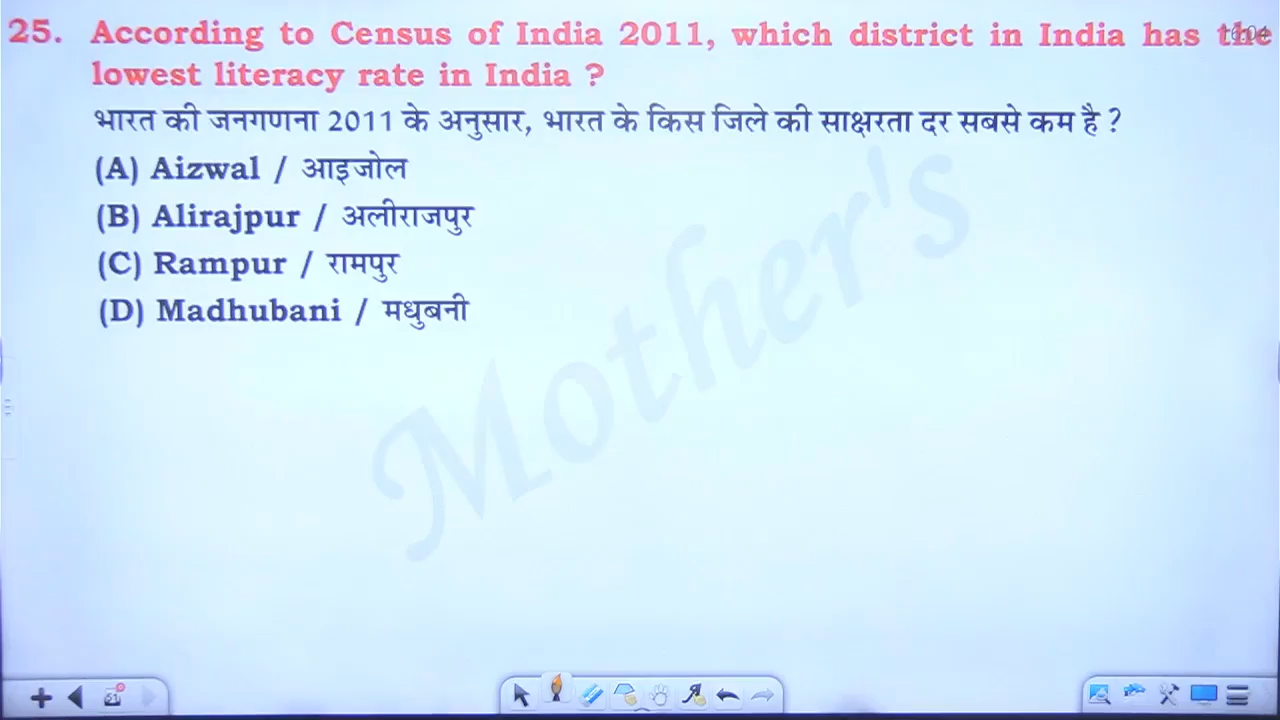 25. According to Census of India 2011, which district in India has the
lowest literacy rate in India ?
भारत की जनगणना 2011 के अनुसार, भारत के किस जिले की साक्षरता दर सबसे कम है ?
(A) Aizwal / आइजोल
(B) Alirajpur / अलीराजपुर
(C) Rampur / रामपुर
(D) Madhubani / मधुबनी
Mother's
51